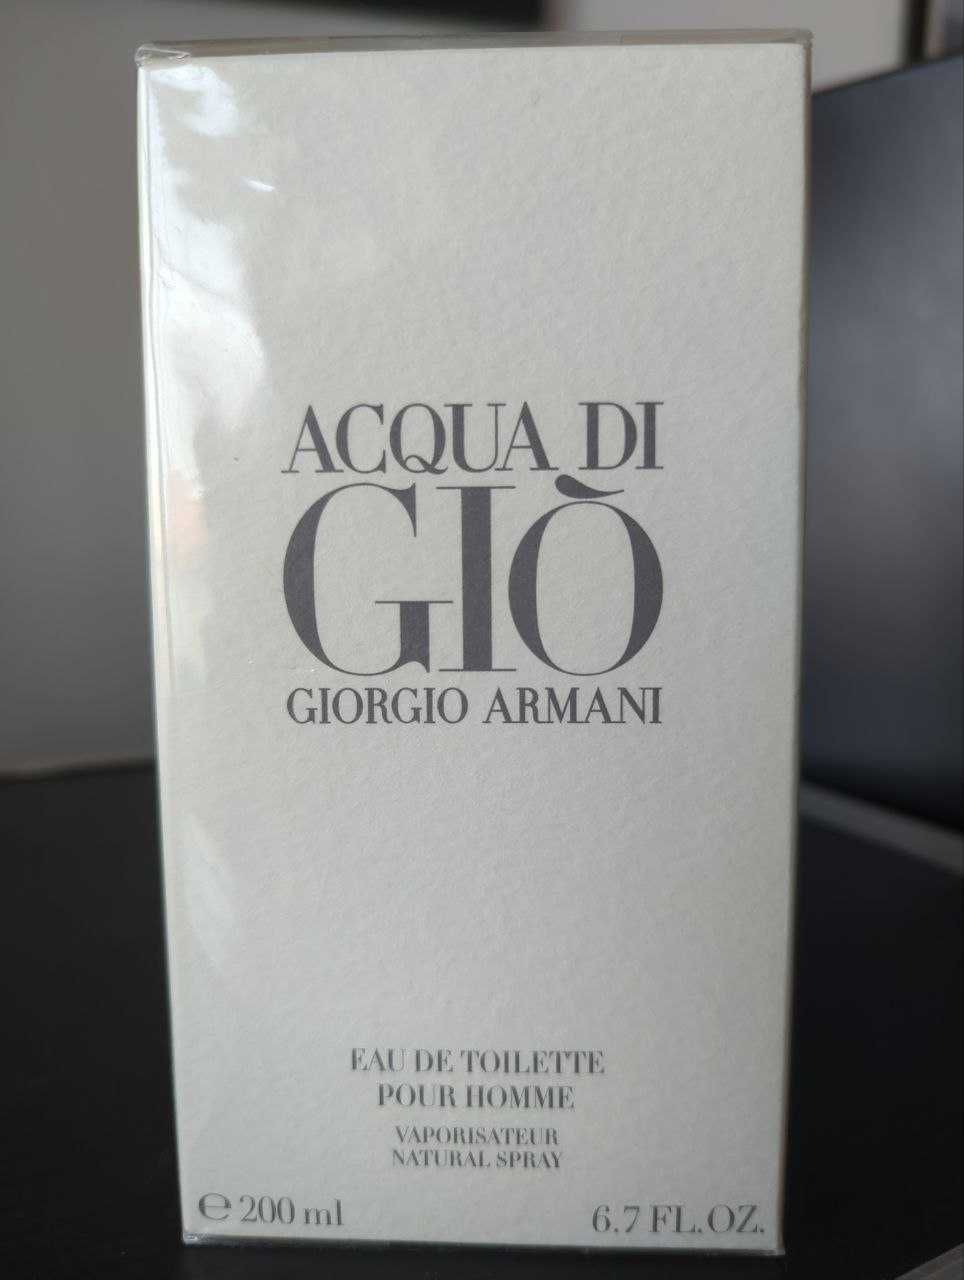 ACQUA DI
GIÒ
GIORGIO ARMANI
EAU DE TOILETTE
POUR HOMME
VAPORISATEUR
NATURAL SPRAY
℮ 200 ml
6.7 FL.OZ.